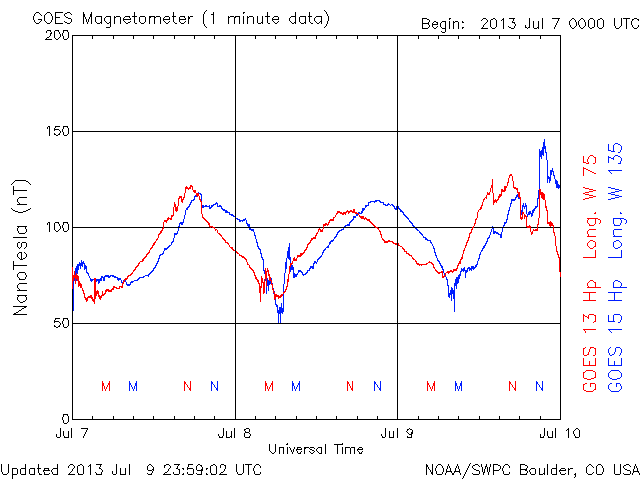 GOES Magnetometer (1 minute data)
Begin: 2013 Jul 7 0000 UTC
200
150
100
50
0
NanoTesla (nT)
M M N N M M N N M M N N
Jul 7 Jul 8 Jul 9 Jul 10
Universal Time
GOES 13 Hp Long. W 75
GOES 15 Hp Long. W 135
Updated 2013 Jul 9 23:59:02 UTC
NOAA/SWPC Boulder, CO USA